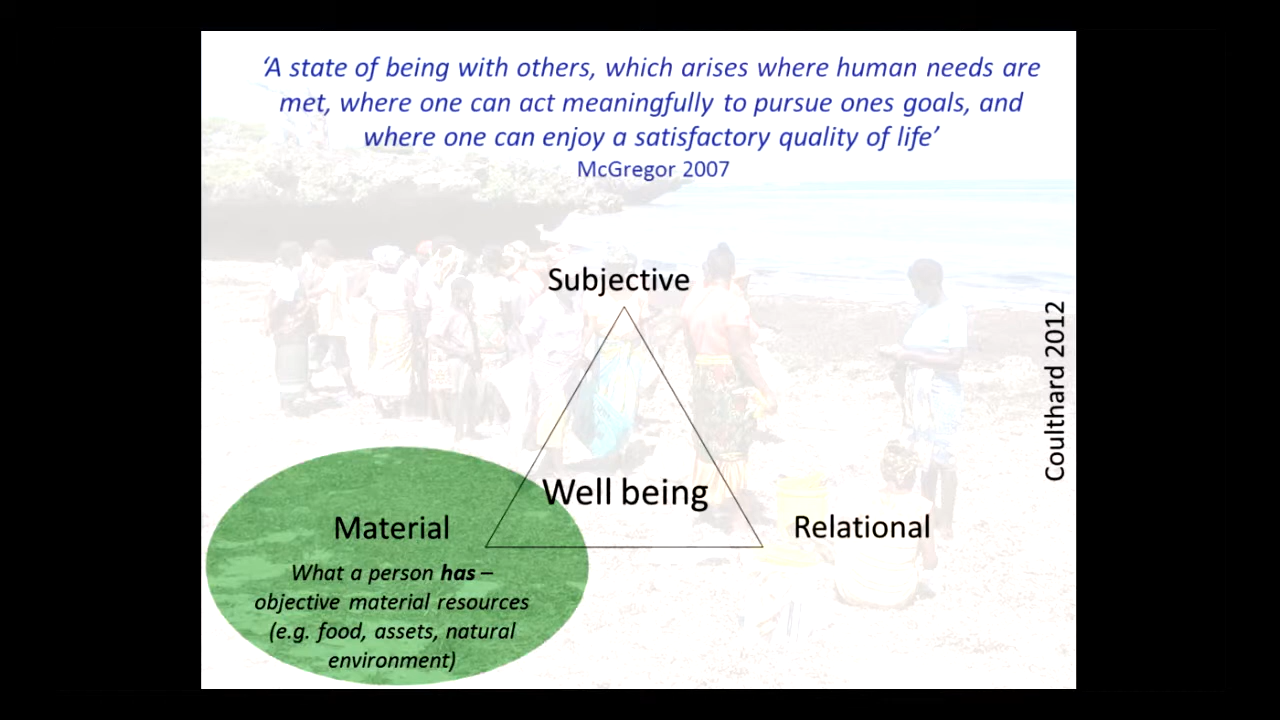 ‘A state of being with others, which arises where human needs are
met, where one can act meaningfully to pursue ones goals, and
where one can enjoy a satisfactory quality of life’
McGregor 2007
Subjective
Coulthard 2012
Well being
Material
Relational
What a person has –
objective material resources
(e.g. food, assets, natural
environment)